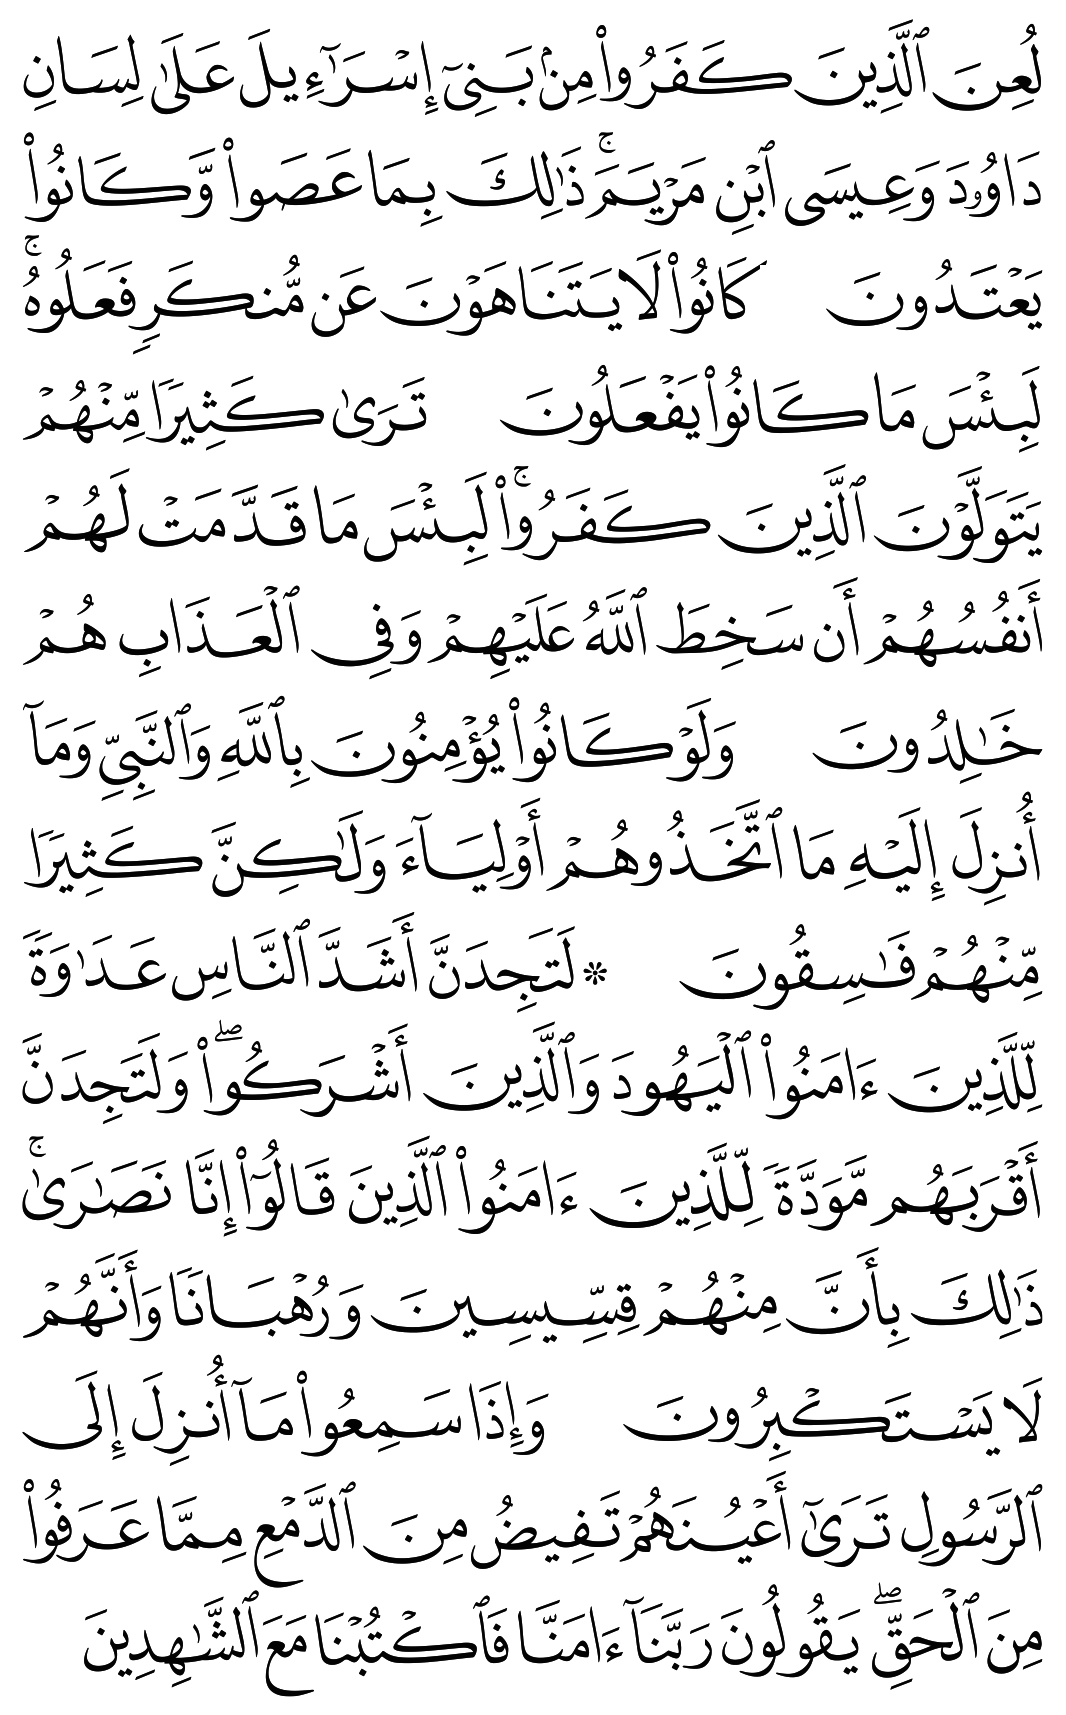 لُعِنَ ٱلَّذِينَ كَفَرُوا۟ مِنۢ بَنِىٓ إِسْرَٰٓءِيلَ عَلَىٰ لِسَانِ
دَاوُۥدَ وَعِيسَى ٱبْنِ مَرْيَمَ ۚ ذَٰلِكَ بِمَا عَصَوا۟ وَّكَانُوا۟
يَعْتَدُونَ كَانُوا۟ لَا يَتَنَاهَوْنَ عَن مُّنكَرٍ فَعَلُوهُ ۚ
لَبِئْسَ مَا كَانُوا۟ يَفْعَلُونَ تَرَىٰ كَثِيرًا مِّنْهُمْ
يَتَوَلَّوْنَ ٱلَّذِينَ كَفَرُوا۟ ۚ لَبِئْسَ مَا قَدَّمَتْ لَهُمْ
أَنفُسُهُمْ أَن سَخِطَ ٱللَّهُ عَلَيْهِمْ وَفِى ٱلْعَذَابِ هُمْ
خَٰلِدُونَ وَلَوْ كَانُوا۟ يُؤْمِنُونَ بِٱللَّهِ وَٱلنَّبِىِّ وَمَآ
أُنزِلَ إِلَيْهِ مَا ٱتَّخَذُوهُمْ أَوْلِيَآءَ وَلَٰكِنَّ كَثِيرًا
مِّنْهُمْ فَٰسِقُونَ * لَتَجِدَنَّ أَشَدَّ ٱلنَّاسِ عَدَٰوَةً
لِّلَّذِينَ ءَامَنُوا۟ ٱلْيَهُودَ وَٱلَّذِينَ أَشْرَكُوا۟ ۖ وَلَتَجِدَنَّ
أَقْرَبَهُم مَّوَدَّةً لِّلَّذِينَ ءَامَنُوا۟ ٱلَّذِينَ قَالُوٓا۟ إِنَّا نَصَٰرَىٰ ۚ
ذَٰلِكَ بِأَنَّ مِنْهُمْ قِسِّيسِينَ وَرُهْبَانًا وَأَنَّهُمْ
لَا يَسْتَكْبِرُونَ وَإِذَا سَمِعُوا۟ مَآ أُنزِلَ إِلَى
ٱلرَّسُولِ تَرَىٰٓ أَعْيُنَهُمْ تَفِيضُ مِنَ ٱلدَّمْعِ مِمَّا عَرَفُوا۟
مِنَ ٱلْحَقِّ ۖ يَقُولُونَ رَبَّنَآ ءَامَنَّا فَٱكْتُبْنَا مَعَ ٱلشَّٰهِدِينَ